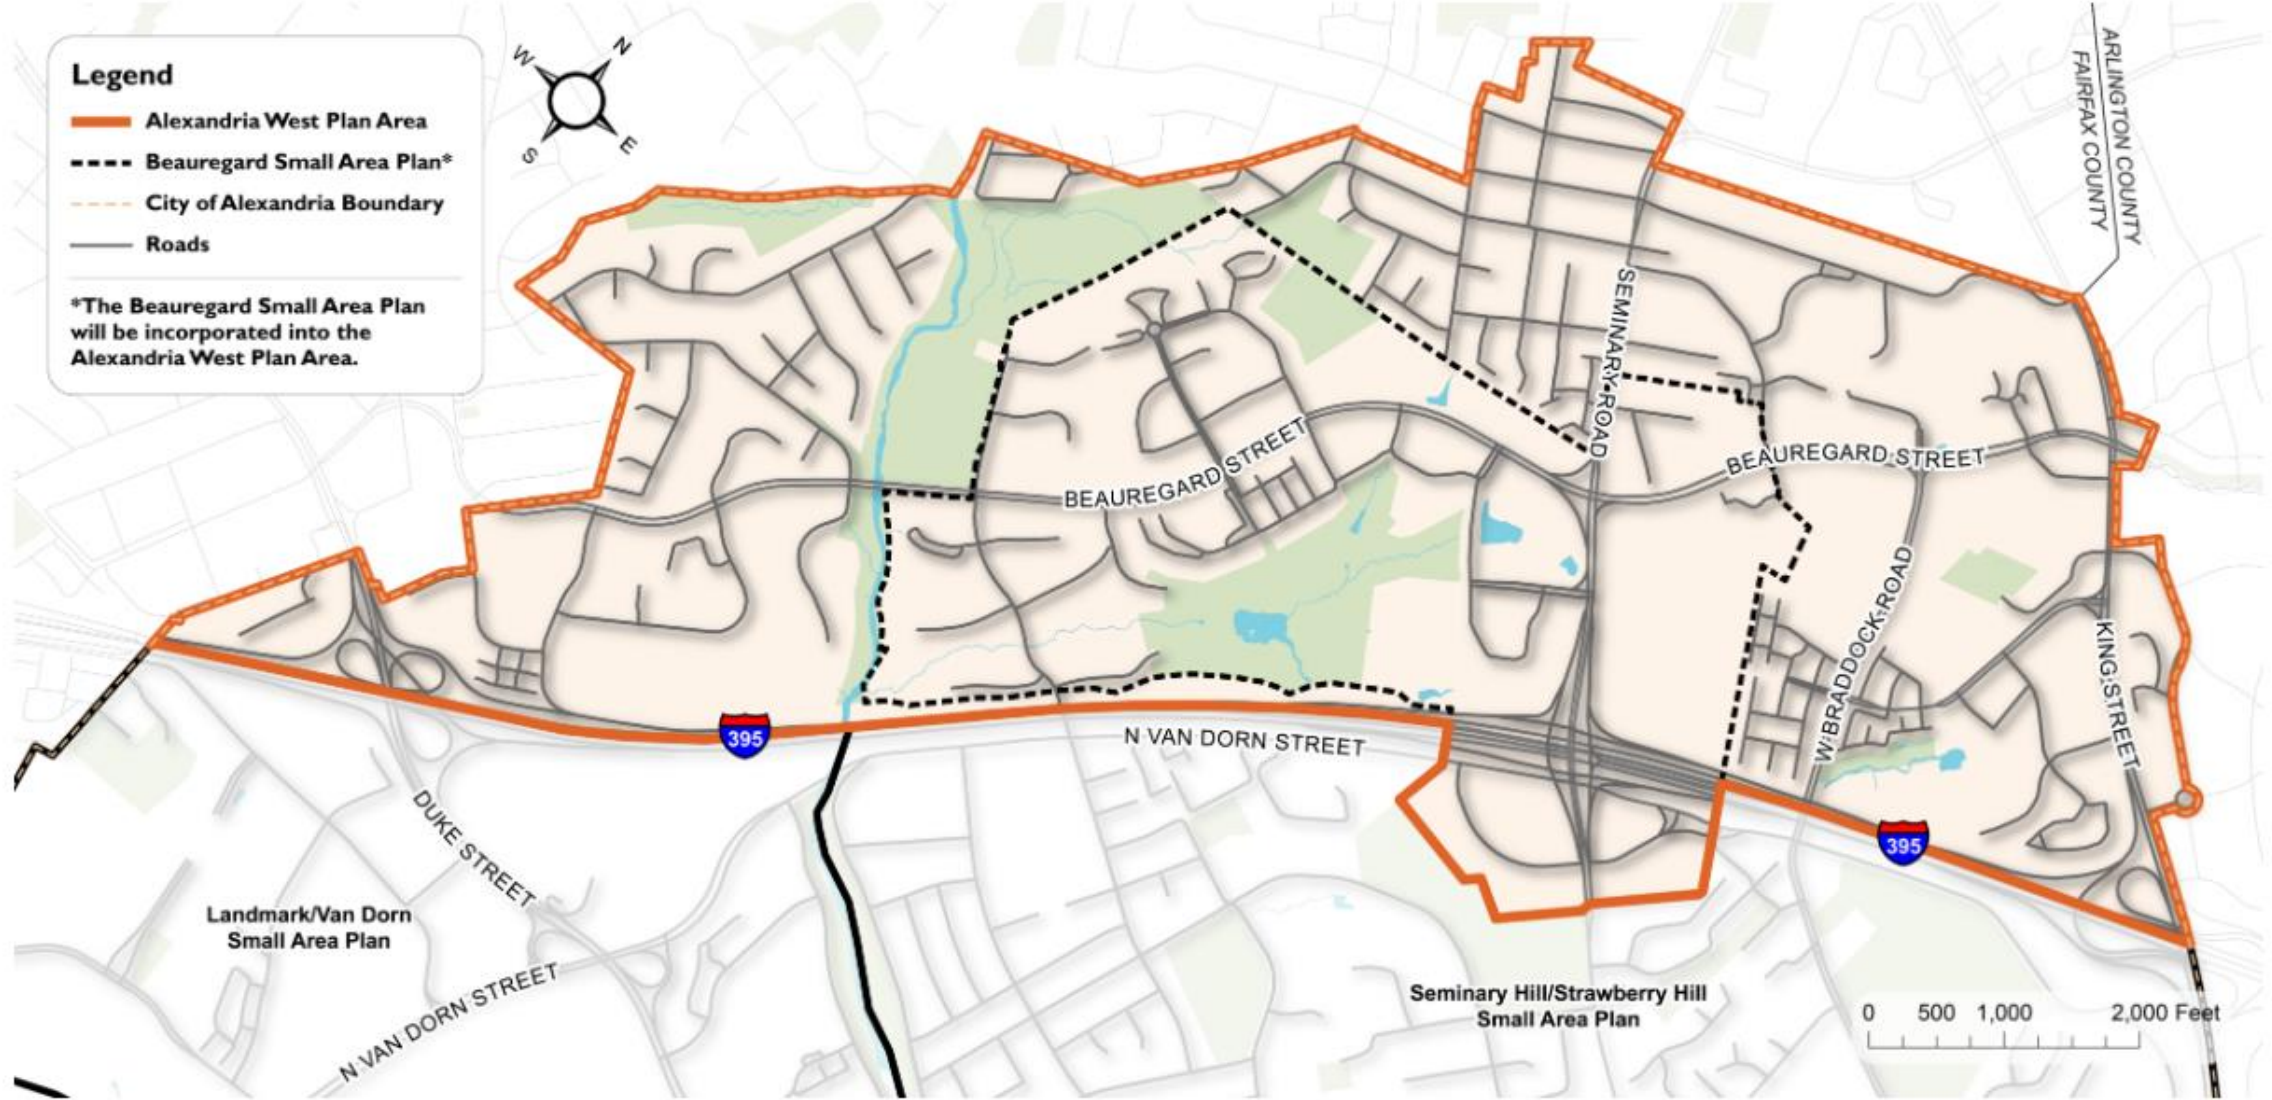 Legend
Alexandria West Plan Area
Beauregard Small Area Plan*
City of Alexandria Boundary
Roads
*The Beauregard Small Area Plan
will be incorporated into the
Alexandria West Plan Area.
W
N
S
E
ARLINGTON COUNTY
FAIRFAX COUNTY
SEMINARY ROAD
BEAUREGARD STREET
BEAUREGARD STREET
W BRADDOCK ROAD
KING STREET
395
N VAN DORN STREET
395
DUKE STREET
Landmark/Van Dorn
Small Area Plan
N VAN DORN STREET
Seminary Hill/Strawberry Hill
Small Area Plan
0 500 1,000 2,000 Feet